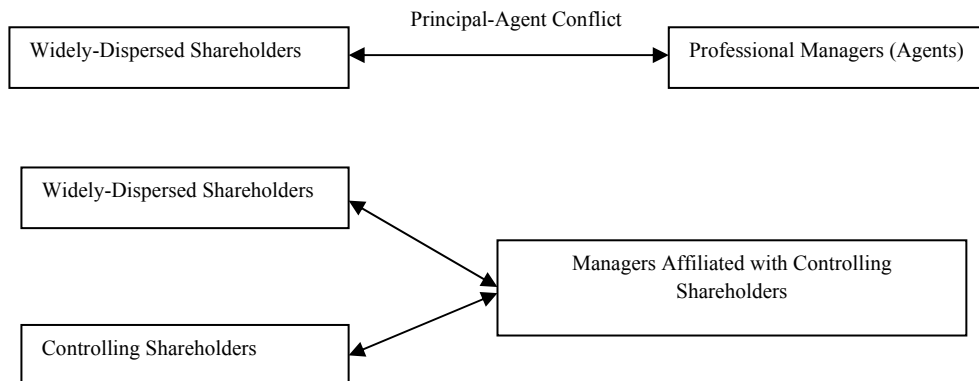 Principal-Agent Conflict
Widely-Dispersed Shareholders
Professional Managers (Agents)
Widely-Dispersed Shareholders
Managers Affiliated with Controlling
Shareholders
Controlling Shareholders